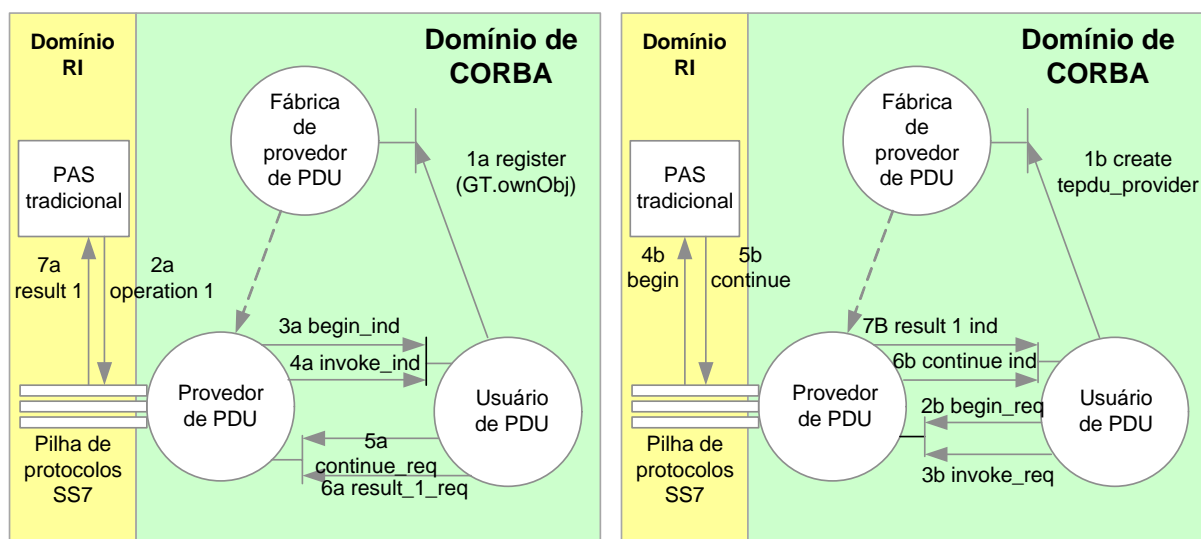 Domínio
RI
Domínio de
CORBA
Fábrica
de
provedor
de PDU
PAS
tradicional
1a register
(GT.ownObj)
7a
result 1
2a
operation 1
3a begin_ind
4a invoke_ind
Provedor
de PDU
Usuário
de PDU
5a
continue_req
6a result_1_req
Pilha de
protocolos
SS7
Domínio
RI
Domínio de
CORBA
Fábrica
de
provedor
de PDU
PAS
tradicional
1b create
tepdu_provider
4b
begin
5b
continue
7B result 1 ind
6b continue ind
Provedor
de PDU
Usuário
de PDU
2b begin_req
3b invoke_req
Pilha de
protocolos
SS7